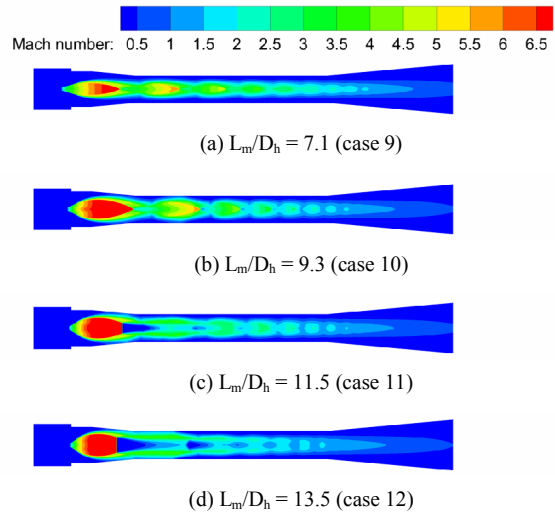 Mach number: 0.5 1 1.5 2 2.5 3 3.5 4 4.5 5 5.5 6 6.5
(a) Lm/Dh = 7.1 (case 9)
(b) Lm/Dh = 9.3 (case 10)
(c) Lm/Dh = 11.5 (case 11)
(d) Lm/Dh = 13.5 (case 12)